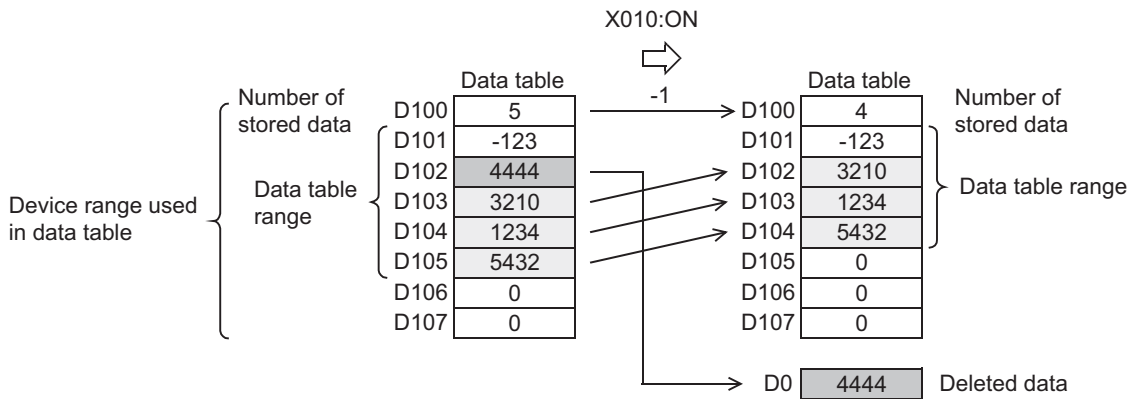 X010:ON
Data table
Data table
Number of
stored data
-1
Number of
stored data
D100 5
D100 4
D101 -123
D101 -123
D102 4444
D102 3210
Device range used
in data table
Data table
range
D103 3210
D103 1234
Data table range
D104 1234
D104 5432
D105 5432
D105 0
D106 0
D106 0
D107 0
D107 0
D0 4444 Deleted data